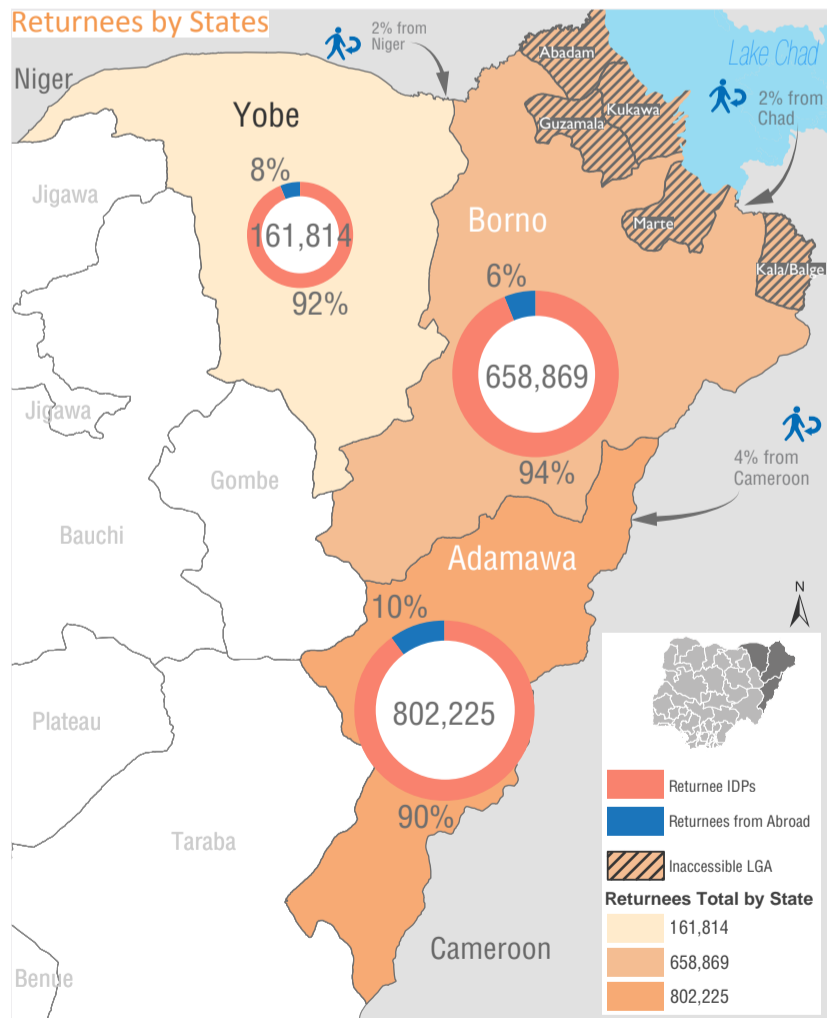 Returnees by States
2% from
Niger
Niger
Abadam
Lake Chad
Yobe
Kukawa
Guzamala
2% from
Chad
8%
Jigawa
161,814
Borno
Marte
Kala/Balge
6%
92%
658,869
Jigawa
94%
4% from
Cameroon
Gombe
Bauchi
Adamawa
N
10%
802,225
Plateau
90%
Taraba
Cameroon
Benue
Returnee IDPs
Returnees from Abroad
Inaccessible LGA
Returnees Total by State
161,814
658,869
802,225